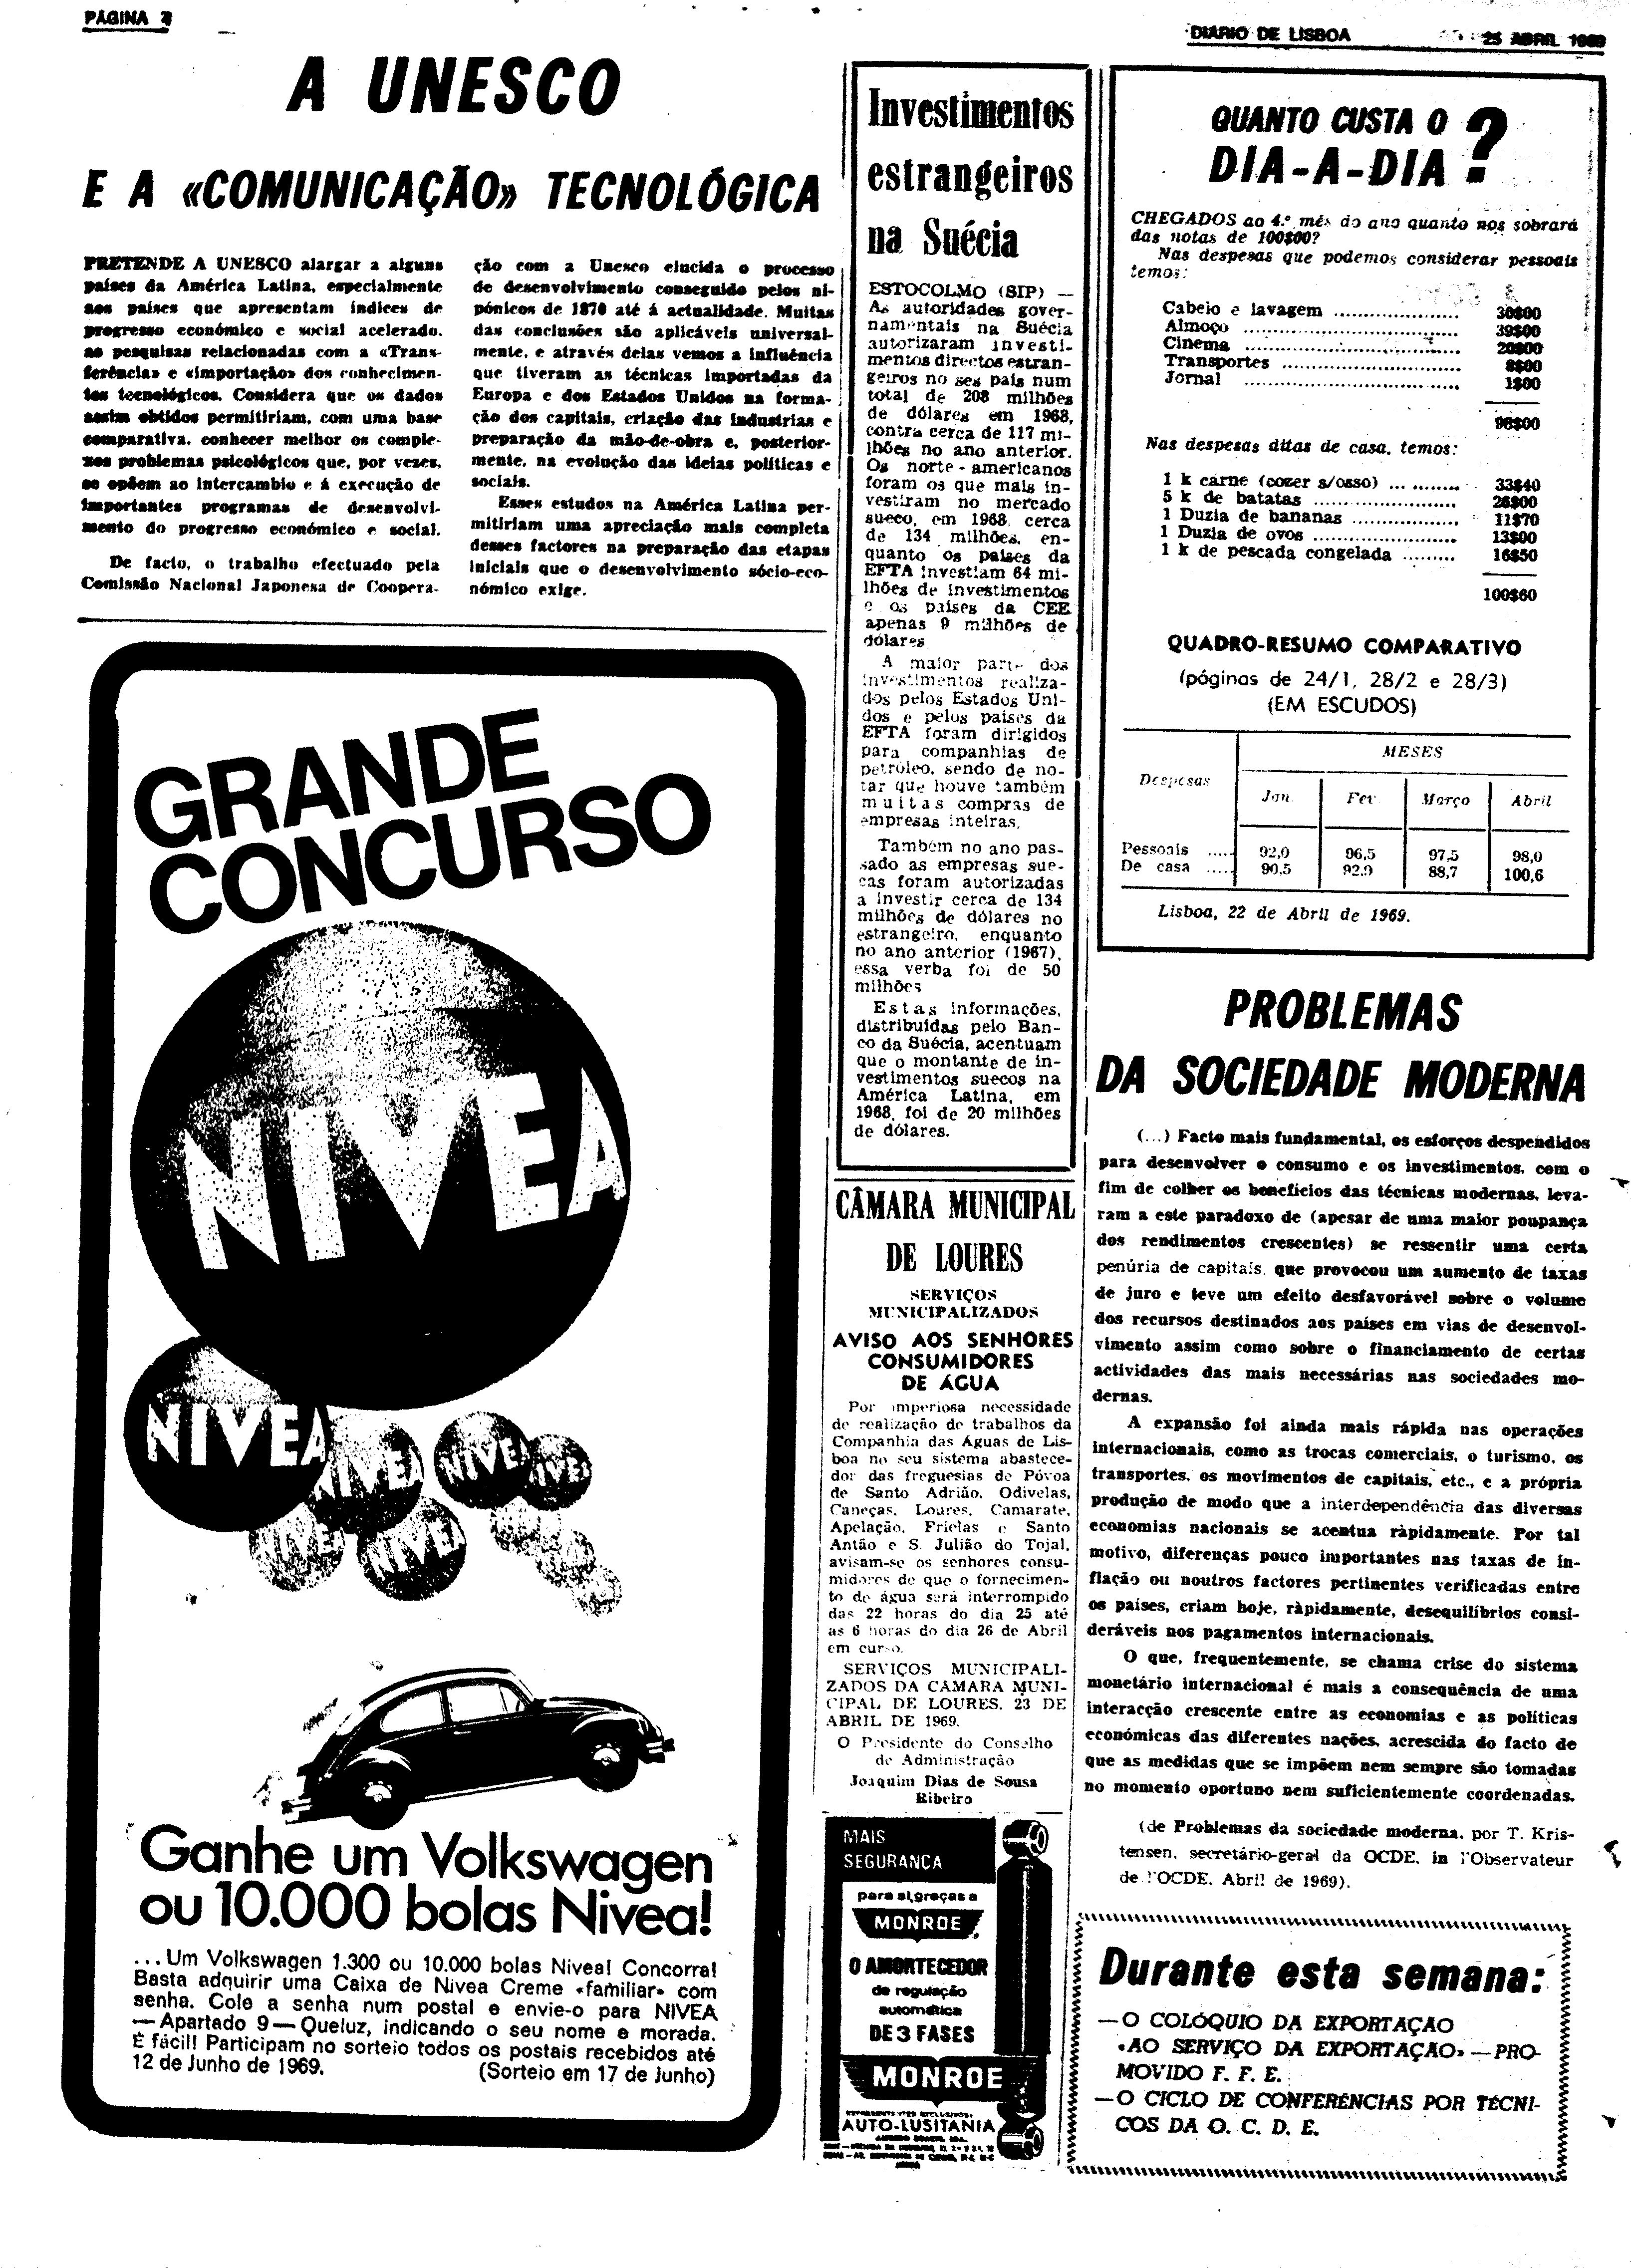 PÁGINA 2
DIÁRIO DE LISBOA
25 ABRIL 1969
A UNESCO
E A «COMUNICAÇÃO» TECNOLÓGICA
PRETENDE A UNESCO alargar a alguns
países da América Latina, especialmente
aos países que apresentam índices de
progresso económico e social acelerado,
as pesquisas relacionadas com a «Trans-
ferência» e «importação» dos conhecimen-
tos tecnológicos. Considera que os dados
assim obtidos permitiriam, com uma base
comparativa, conhecer melhor os comple-
xos problemas psicológicos que, por vezes,
se opõem ao intercambio e á execução de
importantes programas de desenvolvi-
mento do progresso económico e social.
De facto, o trabalho efectuado pela
Comissão Nacional Japonesa de Coopera-
ção com a Unesco elucida o processo
de desenvolvimento conseguido pelos ni-
pónicos de 1870 até á actualidade. Muitas
das conclusões são aplicáveis universal-
mente, e através delas vemos a influência
que tiveram as técnicas importadas da
Europa e dos Estados Unidos na forma-
ção dos capitais, criação das industrias e
preparação da mão-de-obra e, posterior-
mente, na evolução das ideias políticas e
sociais.
Esses estudos na América Latina per-
mitiriam uma apreciação mais completa
desses factores na preparação das etapas
iniciais que o desenvolvimento sócio-eco-
nómico exige.
GRANDE
CONCURSO
NIVEA
NIVEA
NIVEA
NIVEA
NIVEA
NIVEA
NIVEA
Ganhe um Volkswagen
ou 10.000 bolas Nivea!
...Um Volkswagen 1.300 ou 10.000 bolas Nivea! Concorra!
Basta adquirir uma Caixa de Nivea Creme «familiar» com
senha. Cole a senha num postal e envie-o para NIVEA
—Apartado 9—Queluz, indicando o seu nome e morada.
É fácil! Participam no sorteio todos os postais recebidos até
12 de Junho de 1969. (Sorteio em 17 de Junho)
Investimentos
estrangeiros
na Suécia
ESTOCOLMO (SIP) —
As autoridades gover-
namentais na Suécia
autorizaram investi-
mentos directos estran-
geiros no ses país num
total de 208 milhões
de dólares em 1968,
contra cerca de 117 mi-
lhões no ano anterior.
Os norte-americanos
foram os que mais in-
vestiram no mercado
sueco, em 1968, cerca
de 134 milhões, en-
quanto os países da
EFTA investiam 64 mi-
lhões de investimentos
e os países da CEE
apenas 9 milhões de
dólares.
A maior parte dos
investimentos realiza-
dos pelos Estados Uni-
dos e pelos países da
EFTA foram dirigidos
para companhias de
petróleo, sendo de no-
tar que houve também
muitas compras de
empresas inteiras.
Também no ano pas-
sado as empresas sue-
cas foram autorizadas
a investir cerca de 134
milhões de dólares no
estrangeiro, enquanto
no ano anterior (1967),
essa verba foi de 50
milhões
Estas informações,
distribuídas pelo Ban-
co da Suécia, acentuam
que o montante de in-
vestimentos suecos na
América Latina, em
1968, foi de 20 milhões
de dólares.
CÂMARA MUNICIPAL
DE LOURES
SERVIÇOS
MUNICIPALIZADOS
AVISO AOS SENHORES
CONSUMIDORES
DE ÁGUA
Por imperiosa necessidade
de realização de trabalhos da
Companhia das Águas de Lis-
boa no seu sistema abastece-
dor das freguesias de Póvoa
de Santo Adrião, Odivelas,
Caneças, Loures, Camarate,
Apelação, Frielas e Santo
Antão e S. Julião do Tojal,
avisam-se os senhores consu-
midores de que o fornecimen-
to de água será interrompido
das 22 horas do dia 25 até
as 6 horas do dia 26 de Abril
em curso.
SERVIÇOS MUNICIPALI-
ZADOS DA CÂMARA MUNI-
CIPAL DE LOURES, 23 DE
ABRIL DE 1969.
O Presidente do Conselho
de Administração
Joaquim Dias de Sousa
Ribeiro
MAIS
SEGURANÇA
para si, graças a
MONROE
O AMORTECEDOR
de regulação
automática
DE 3 FASES
MONROE
REPRESENTANTES EXCLUSIVOS,
AUTO-LUSITANIA
QUANTO CUSTA O
DIA-A-DIA ?
CHEGADOS ao 4.º mês do ano quanto nos sobrará
das notas de 100$00?
Nas despesas que podemos considerar pessoais
temos:
Cabelo e lavagem .................... 30$00
Almoço .................... 39$00
Cinema .................... 20$00
Transportes .................... 8$00
Jornal .................... 1$00
98$00
Nas despesas ditas de casa, temos:
1 k carne (cozer s/osso) ... ........ 33$40
5 k de batatas .................... 26$00
1 Duzia de bananas .................... 11$70
1 Duzia de ovos .................... 13$00
1 k de pescada congelada ......... 16$50
100$60
QUADRO-RESUMO COMPARATIVO
(páginas de 24/1, 28/2 e 28/3)
(EM ESCUDOS)
Despesas MESES
Jan. Fev. Março Abril
Pessoais ..... 92,0 96,5 97,5 98,0
De casa ..... 90,5 92,9 88,7 100,6
Lisboa, 22 de Abril de 1969.
PROBLEMAS
DA SOCIEDADE MODERNA
(...) Facto mais fundamental, os esforços despendidos
para desenvolver o consumo e os investimentos, com o
fim de colher os benefícios das técnicas modernas, leva-
ram a este paradoxo de (apesar de uma maior poupança
dos rendimentos crescentes) se ressentir uma certa
penúria de capitais, que provocou um aumento de taxas
de juro e teve um efeito desfavorável sobre o volume
dos recursos destinados aos países em vias de desenvol-
vimento assim como sobre o financiamento de certas
actividades das mais necessárias nas sociedades mo-
dernas.
A expansão foi ainda mais rápida nas operações
internacionais, como as trocas comerciais, o turismo, os
transportes, os movimentos de capitais, etc., e a própria
produção de modo que a interdependência das diversas
economias nacionais se acentua ràpidamente. Por tal
motivo, diferenças pouco importantes nas taxas de in-
flação ou noutros factores pertinentes verificadas entre
os países, criam hoje, ràpidamente, desequilíbrios consi-
deráveis nos pagamentos internacionais.
O que, frequentemente, se chama crise do sistema
monetário internacional é mais a consequência de uma
interacção crescente entre as economias e as políticas
económicas das diferentes nações, acrescida do facto de
que as medidas que se impõem nem sempre são tomadas
no momento oportuno nem suficientemente coordenadas.
(de Problemas da sociedade moderna, por T. Kris-
tensen, secretário-geral da OCDE, in l'Observateur
de l'OCDE, Abril de 1969).
Durante esta semana:
—O COLÓQUIO DA EXPORTAÇÃO
«AO SERVIÇO DA EXPORTAÇÃO» —PRO-
MOVIDO F. F. E.
—O CICLO DE CONFERÊNCIAS POR TÉCNI-
COS DA O. C. D. E.